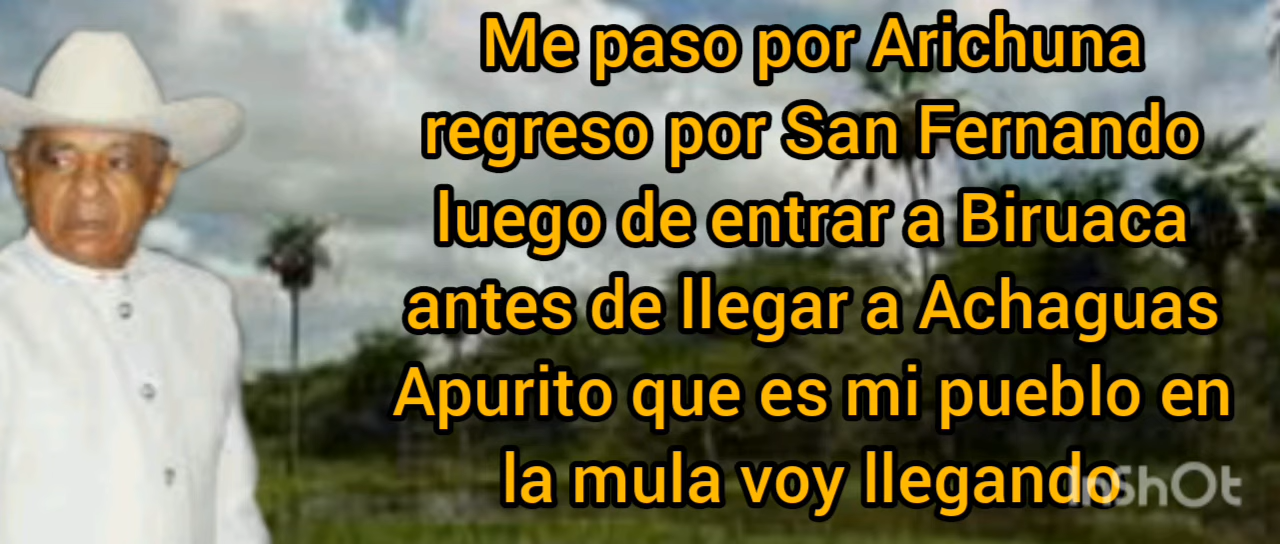 Me paso por Arichuna
regreso por San Fernando
luego de entrar a Biruaca
antes de llegar a Achaguas
Apurito que es mi pueblo en
la mula voy llegando
InShOt